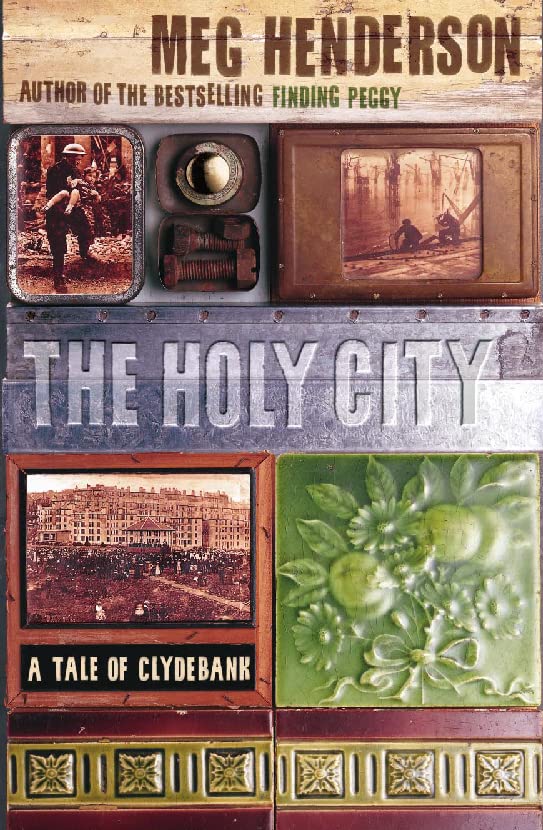 MEG HENDERSON
AUTHOR OF THE BESTSELLING FINDING PEGGY
THE HOLY CITY
A TALE OF CLYDEBANK